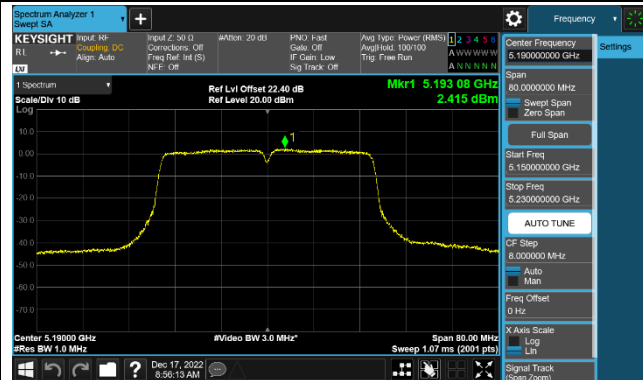 Spectrum Analyzer 1
Swept SA
Frequency
KEYSIGHT
RL
LXI
Input: RF
Coupling: DC
Align: Auto
Input Z: 50 Ω
Corrections: Off
Freq Ref: Int (S)
NFE: Off
#Atten: 20 dB
PNO: Fast
Gate: Off
IF Gain: Low
Sig Track: Off
Avg Type: Power (RMS)
Avg|Hold: 100/100
Trig: Free Run
1 2 3 4 5 6
A W W W W W
A N N N N N
Center Frequency
5.190000000 GHz
Settings
Span
80.0000000 MHz
Swept Span
Zero Span
Full Span
Start Freq
5.150000000 GHz
Stop Freq
5.230000000 GHz
AUTO TUNE
CF Step
8.000000 MHz
Auto
Man
Freq Offset
0 Hz
X Axis Scale
Log
Lin
Signal Track
(Span Zoom)
1 Spectrum
Scale/Div 10 dB
Log
Ref Lvl Offset 22.40 dB
Ref Level 20.00 dBm
Mkr1 5.193 08 GHz
2.415 dBm
1
10.0
0.00
-10.0
-20.0
-30.0
-40.0
-50.0
-60.0
-70.0
Center 5.19000 GHz
#Res BW 1.0 MHz
#Video BW 3.0 MHz*
Span 80.00 MHz
Sweep 1.07 ms (2001 pts)
?
Dec 17, 2022
8:56:13 AM